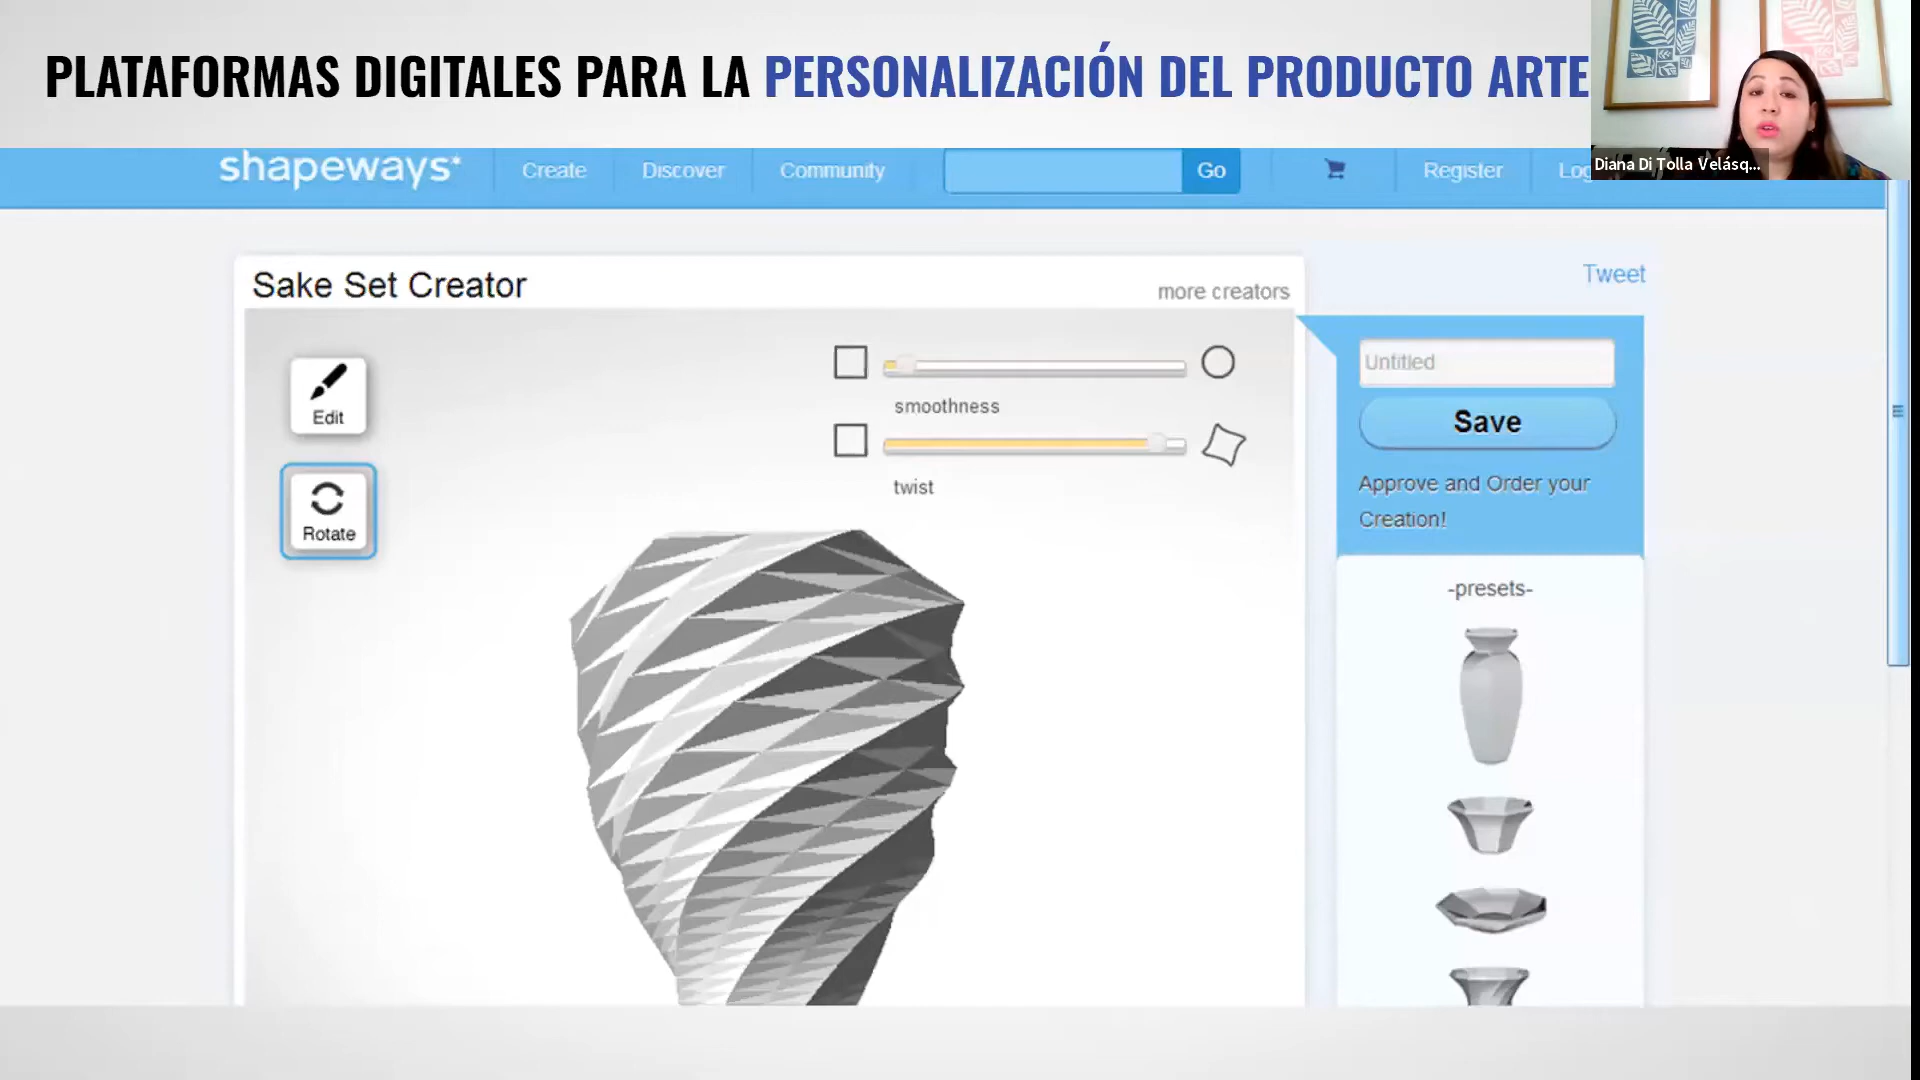 PLATAFORMAS DIGITALES PARA LA PERSONALIZACIÓN DEL PRODUCTO ARTE
Diana Di Tolla Velásq...
shapeways*
Create
Discover
Community
Go
Register
Log
Sake Set Creator
more creators
Tweet
Edit
Rotate
smoothness
twist
Untitled
Save
Approve and Order your
Creation!
-presets-